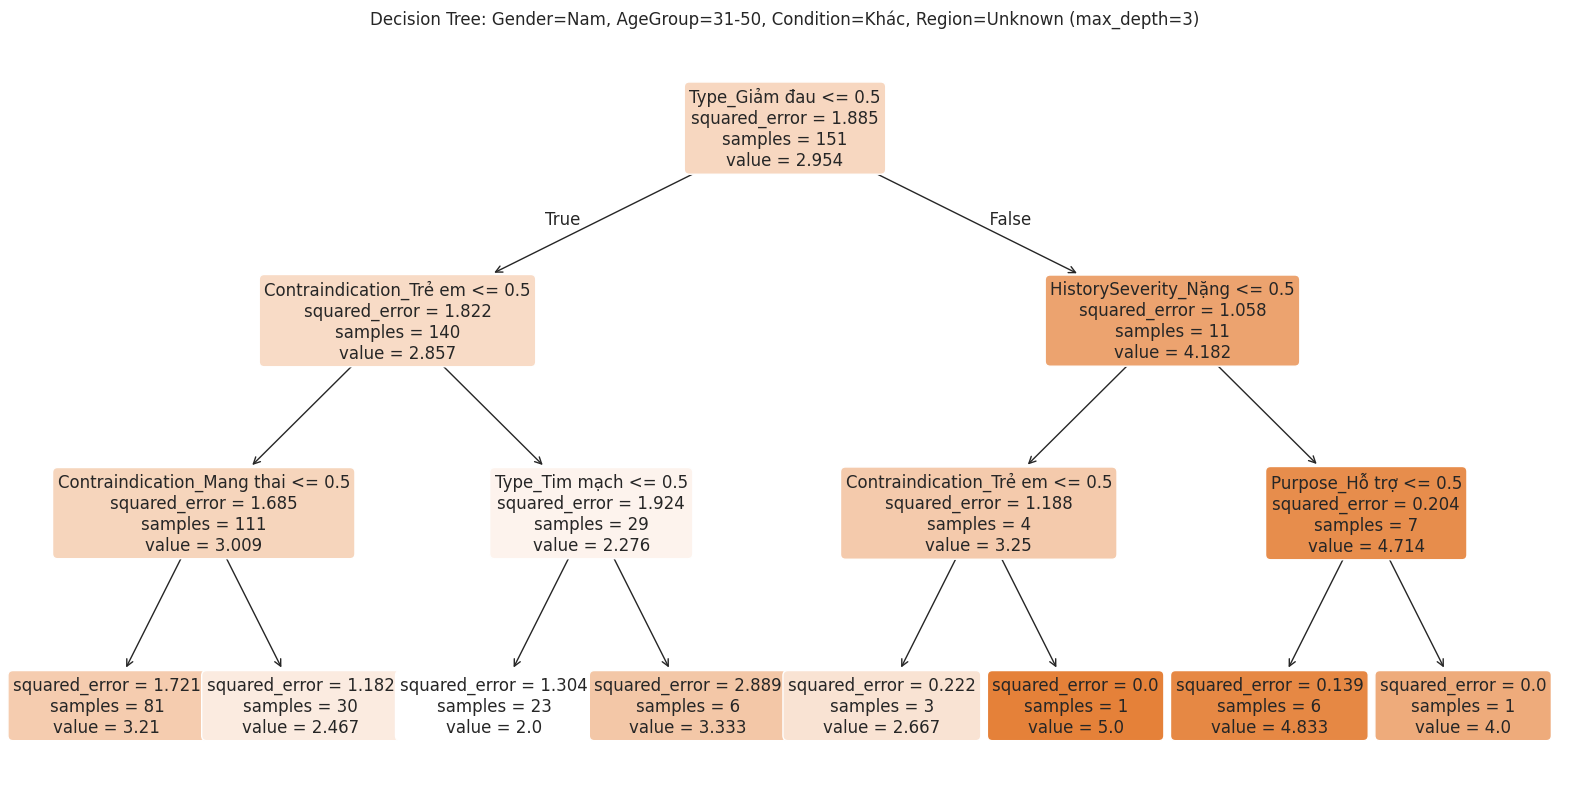 Decision Tree: Gender=Nam, AgeGroup=31-50, Condition=Khác, Region=Unknown (max_depth=3)
Type_Giảm đau <= 0.5
squared_error = 1.885
samples = 151
value = 2.954
True
False
Contraindication_Trẻ em <= 0.5
squared_error = 1.822
samples = 140
value = 2.857
HistorySeverity_Nặng <= 0.5
squared_error = 1.058
samples = 11
value = 4.182
Contraindication_Mang thai <= 0.5
squared_error = 1.685
samples = 111
value = 3.009
Type_Tim mạch <= 0.5
squared_error = 1.924
samples = 29
value = 2.276
Contraindication_Trẻ em <= 0.5
squared_error = 1.188
samples = 4
value = 3.25
Purpose_Hỗ trợ <= 0.5
squared_error = 0.204
samples = 7
value = 4.714
squared_error = 1.721
samples = 81
value = 3.21
squared_error = 1.182
samples = 30
value = 2.467
squared_error = 1.304
samples = 23
value = 2.0
squared_error = 2.889
samples = 6
value = 3.333
squared_error = 0.222
samples = 3
value = 2.667
squared_error = 0.0
samples = 1
value = 5.0
squared_error = 0.139
samples = 6
value = 4.833
squared_error = 0.0
samples = 1
value = 4.0